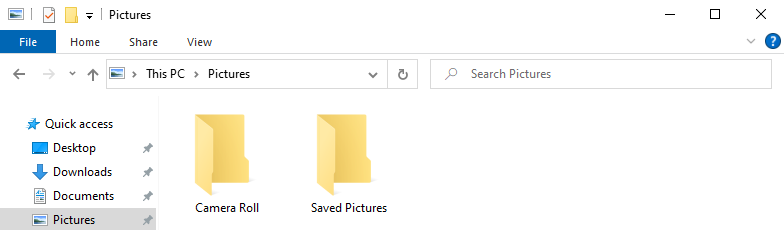 Pictures
File Home Share View
This PC Pictures
Search Pictures
Quick access
Desktop
Downloads
Documents
Pictures
Camera Roll Saved Pictures